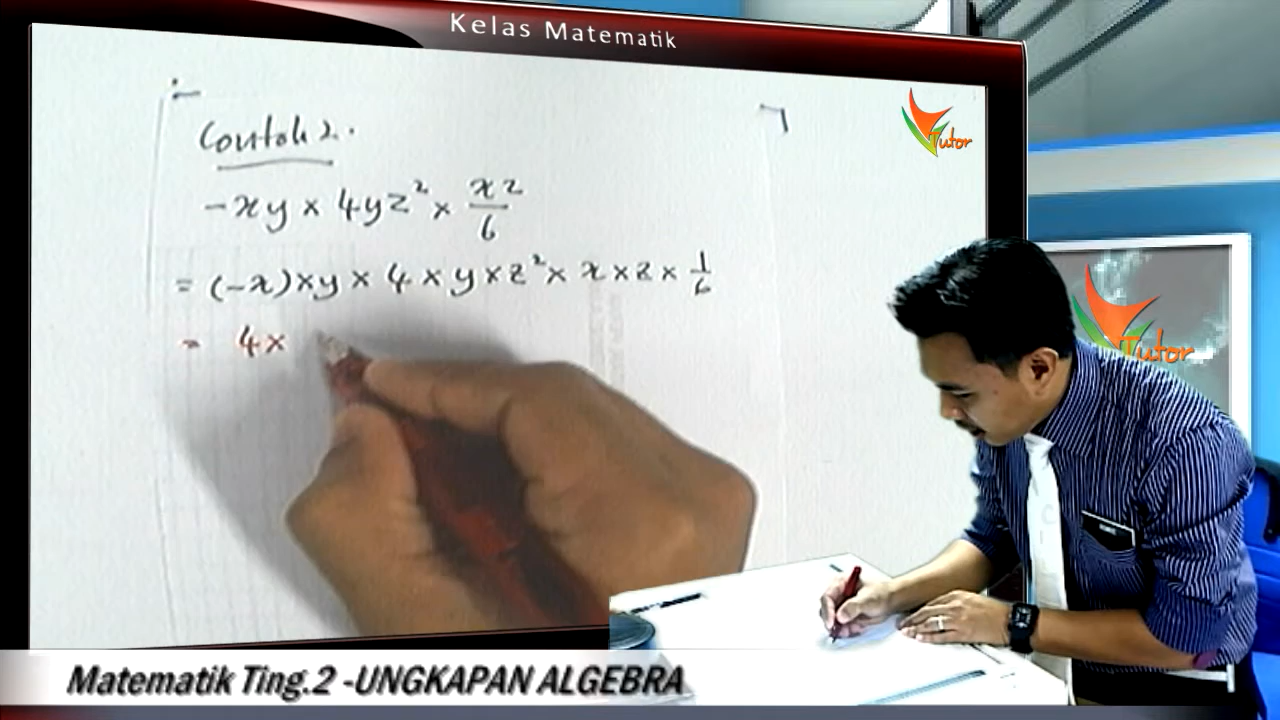 Kelas Matematik
Tutor
Contoh 2.
-xy × 4yz² × xz/6
= (-x) × y × 4 × y × z² × x × z × 1/6
= 4 ×
Tutor
Matematik Ting.2 -UNGKAPAN ALGEBRA